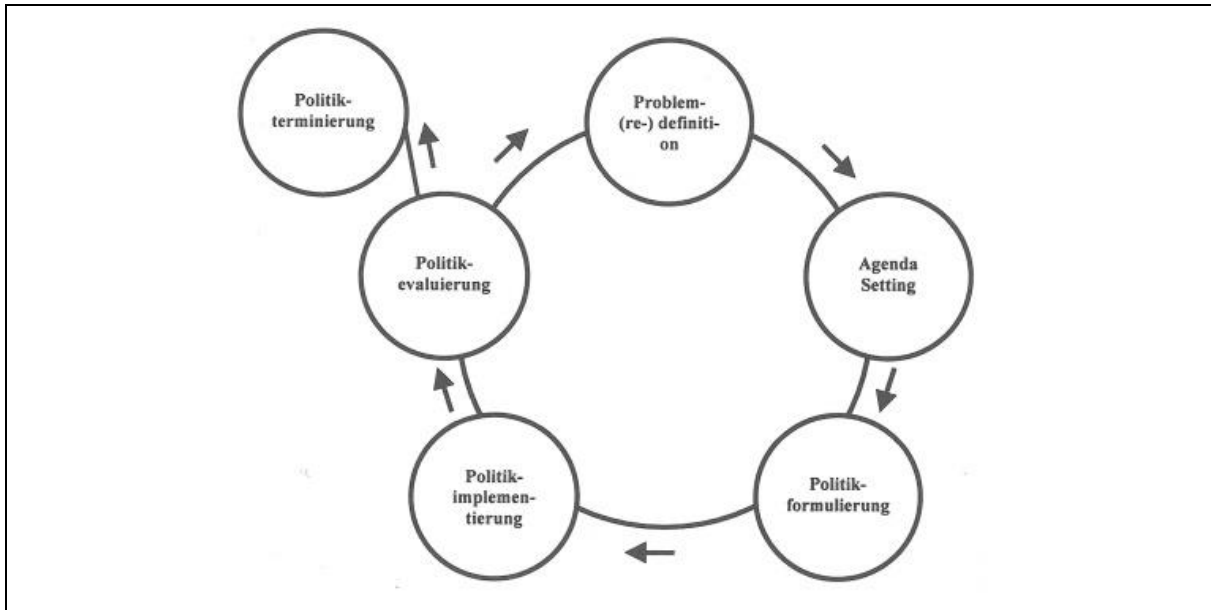 Politik-
terminierung
Problem-
(re-) definiti-
on
Agenda
Setting
Politik-
evaluierung
Politik-
implemen-
tierung
Politik-
formulierung